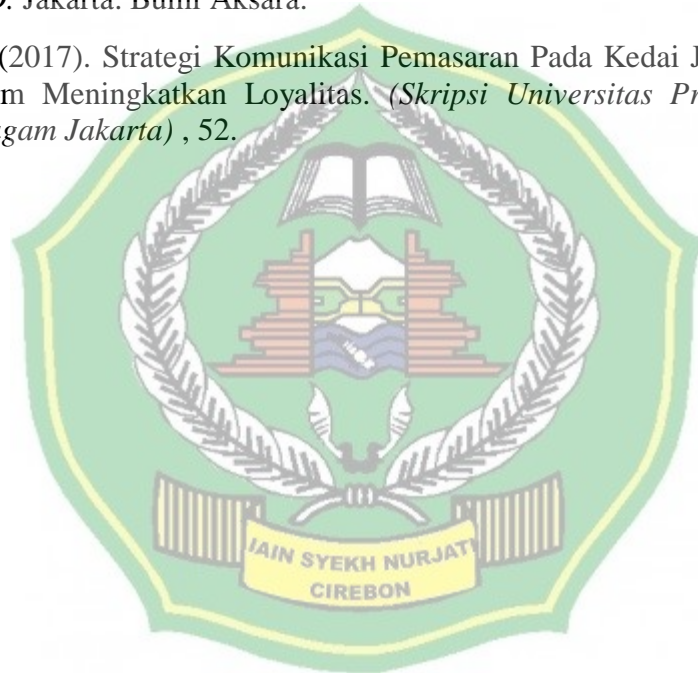 Jakarta: Bumi Aksara.
(2017). Strategi Komunikasi Pemasaran Pada Kedai
m Meningkatkan Loyalitas. (Skripsi Universitas Pr
gam Jakarta) , 52.
IAIN SYEKH NURJATI
CIREBON